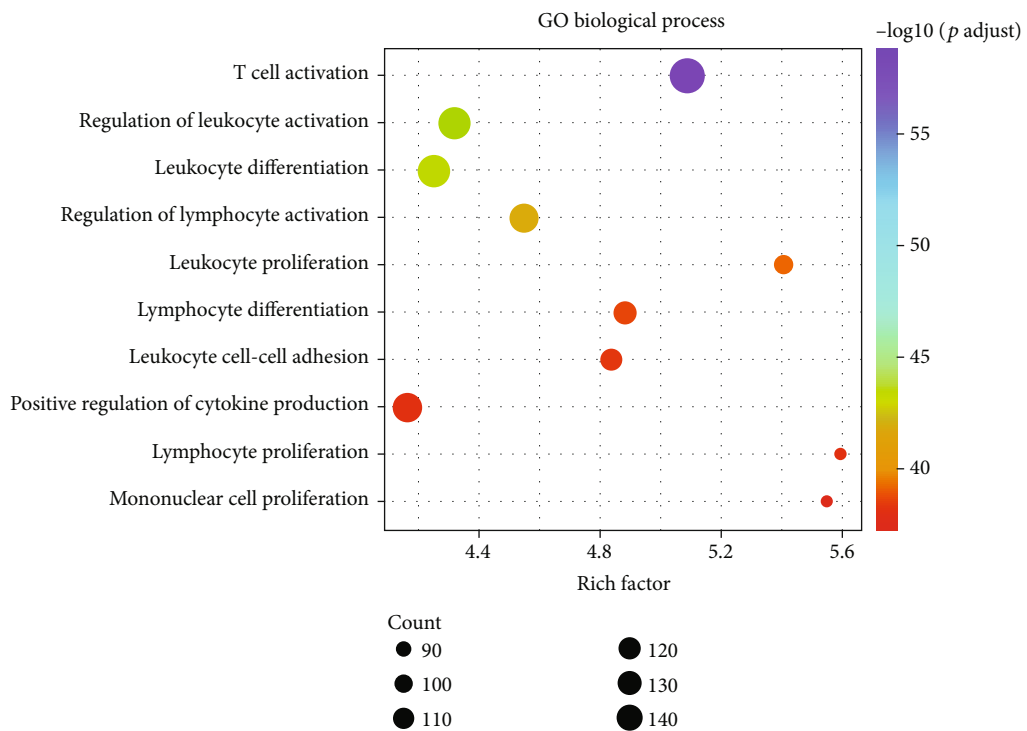 GO biological process
–log10 (p adjust)
T cell activation
Regulation of leukocyte activation
Leukocyte differentiation
Regulation of lymphocyte activation
Leukocyte proliferation
Lymphocyte differentiation
Leukocyte cell-cell adhesion
Positive regulation of cytokine production
Lymphocyte proliferation
Mononuclear cell proliferation
55
50
45
40
4.4 4.8 5.2 5.6
Rich factor
Count
90 120
100 130
110 140